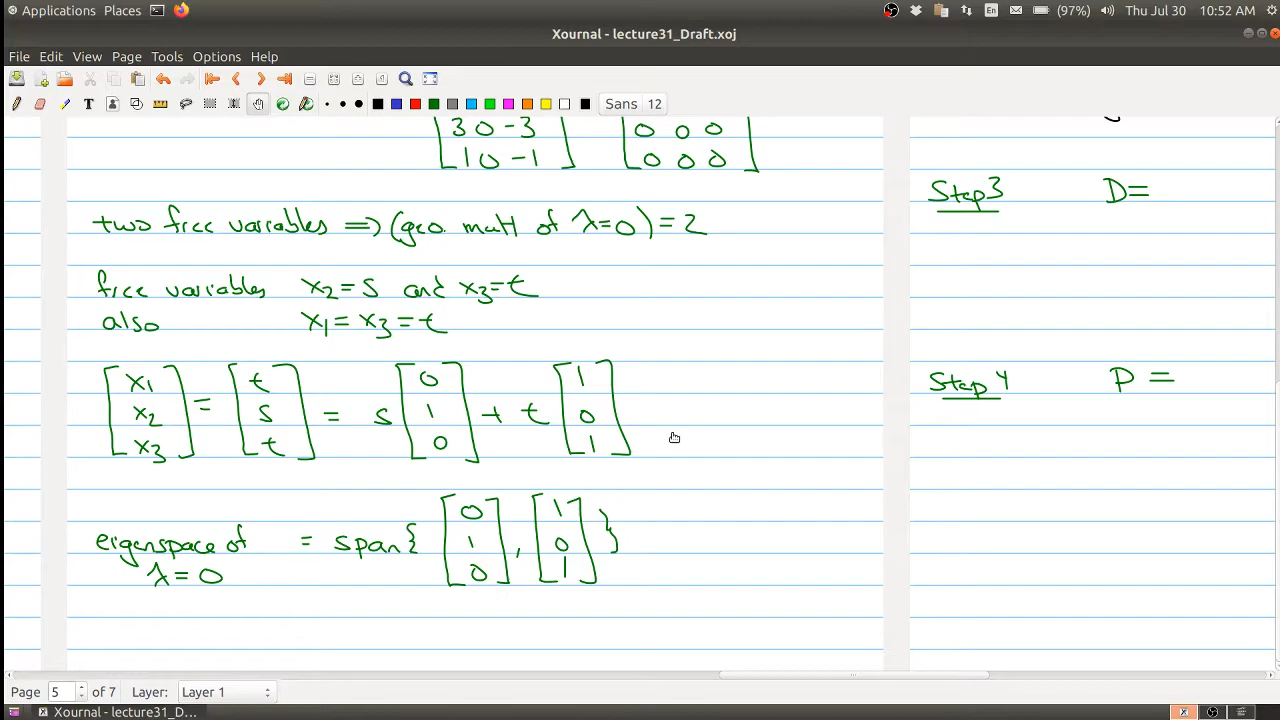 Applications Places En (97%) Thu Jul 30 10:52 AM
Xournal - lecture31_Draft.xoj
File Edit View Page Tools Options Help
Sans 12
3 0 -3 0 0 0
1 0 -1 0 0 0
two free variables ⟹ (geo. mult of λ=0) = 2
free variables x2 = s and x3 = t
also x1 = x3 = t
[x1 x2 x3] = [t s t] = s [0 1 0] + t [1 0 1]
eigenspace of λ = 0 = span{ [0 1 0], [1 0 1] }
Step 3 D=
Step 4 P =
Page 5 of 7 Layer: Layer 1
Xournal - lecture31_D...